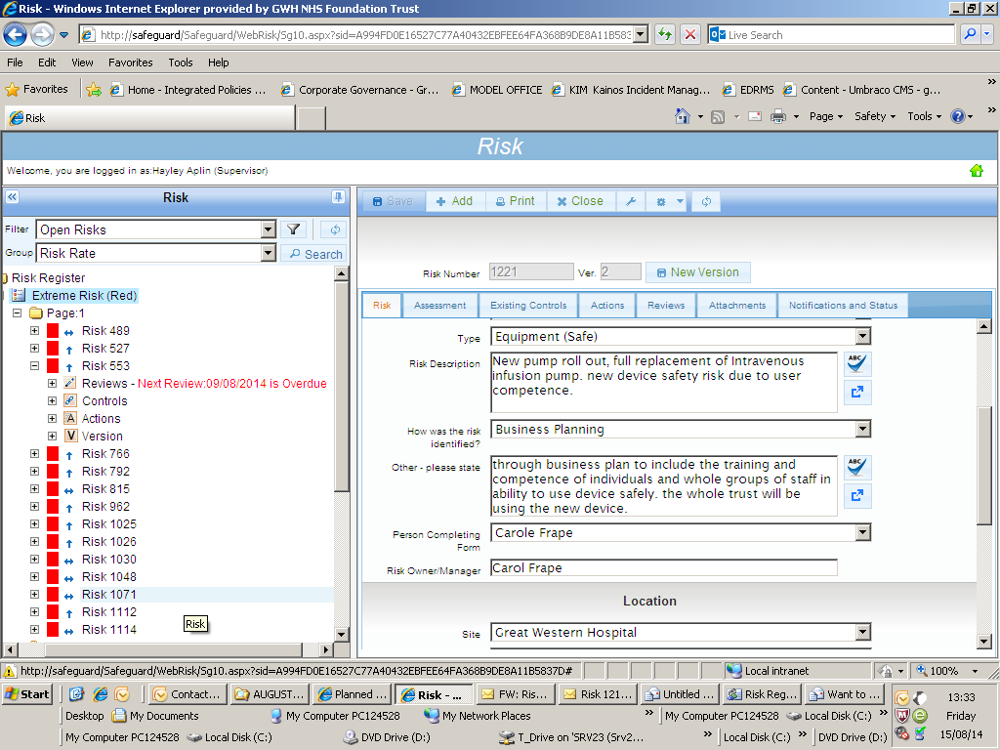 Risk - Windows Internet Explorer provided by GWH NHS Foundation Trust
http://safeguard/Safeguard/WebRisk/Sg10.aspx?sid=A994FD0E16527C77A40432EBFEE64FA368B9DE8A11B583
Live Search
File Edit View Favorites Tools Help
Favorites Home - Integrated Policies ... Corporate Governance - Gr... MODEL OFFICE KIM Kainos Incident Manag... EDRMS Content - Umbraco CMS - g... »
Risk Page Safety Tools »
Risk
Welcome, you are logged in as:Hayley Aplin (Supervisor)
Risk
Save Add Print Close
Filter Open Risks
Group Risk Rate Search
Risk Number 1221 Ver. 2 New Version
Risk Register
Extreme Risk (Red)
Page:1
Risk 489
Risk 527
Risk 553
Reviews - Next Review:09/08/2014 is Overdue
Controls
Actions
Version
Risk 766
Risk 792
Risk 815
Risk 962
Risk 1025
Risk 1026
Risk 1030
Risk 1048
Risk 1071
Risk 1112
Risk 1114
Risk
Risk Assessment Existing Controls Actions Reviews Attachments Notifications and Status
Type Equipment (Safe)
Risk Description New pump roll out, full replacement of Intravenous
infusion pump. new device safety risk due to user
competence.
ABC
How was the risk
identified?
Business Planning
Other - please state through business plan to include the training and
competence of individuals and whole groups of staff in
ability to use device safely. the whole trust will be
using the new device.
ABC
Person Completing
Form
Carole Frape
Risk Owner/Manager Carol Frape
Location
Site Great Western Hospital
http://safeguard/Safeguard/WebRisk/Sg10.aspx?sid=A994FD0E16527C77A40432EBFEE64FA368B9DE8A11B5837D# Local intranet 100%
Start Contact... AUGUST... Planned ... Risk - ... FW: Ris... Risk 121... Untitled ... Risk Reg... Want to ... 13:33
Desktop My Documents My Computer PC124528 My Network Places » My Computer PC124528 Local Disk (C:) » Friday
My Computer PC124528 Local Disk (C:) DVD Drive (D:) T_Drive on 'SRV23 (Srv2... » Local Disk (C:) » DVD Drive (D:) 15/08/14